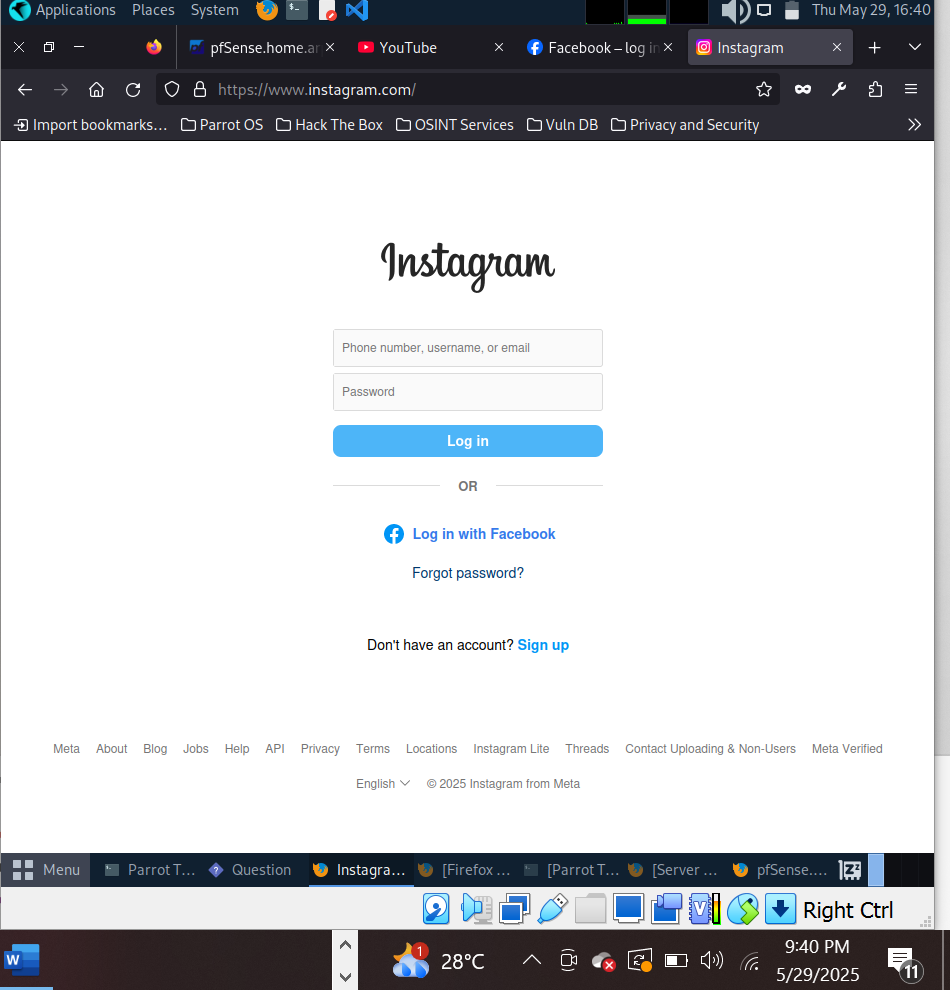 Applications Places System Thu May 29, 16:40
pfSense.home.ar YouTube Facebook – log in Instagram
https://www.instagram.com/
Import bookmarks... Parrot OS Hack The Box OSINT Services Vuln DB Privacy and Security
Instagram
Phone number, username, or email
Password
Log in
OR
Log in with Facebook
Forgot password?
Don't have an account? Sign up
Meta About Blog Jobs Help API Privacy Terms Locations Instagram Lite Threads Contact Uploading & Non-Users Meta Verified
English © 2025 Instagram from Meta
Menu Parrot T... Question Instagra... [Firefox ... [Parrot T... [Server ... pfSense....
Right Ctrl
W 1 28°C 9:40 PM
5/29/2025 11